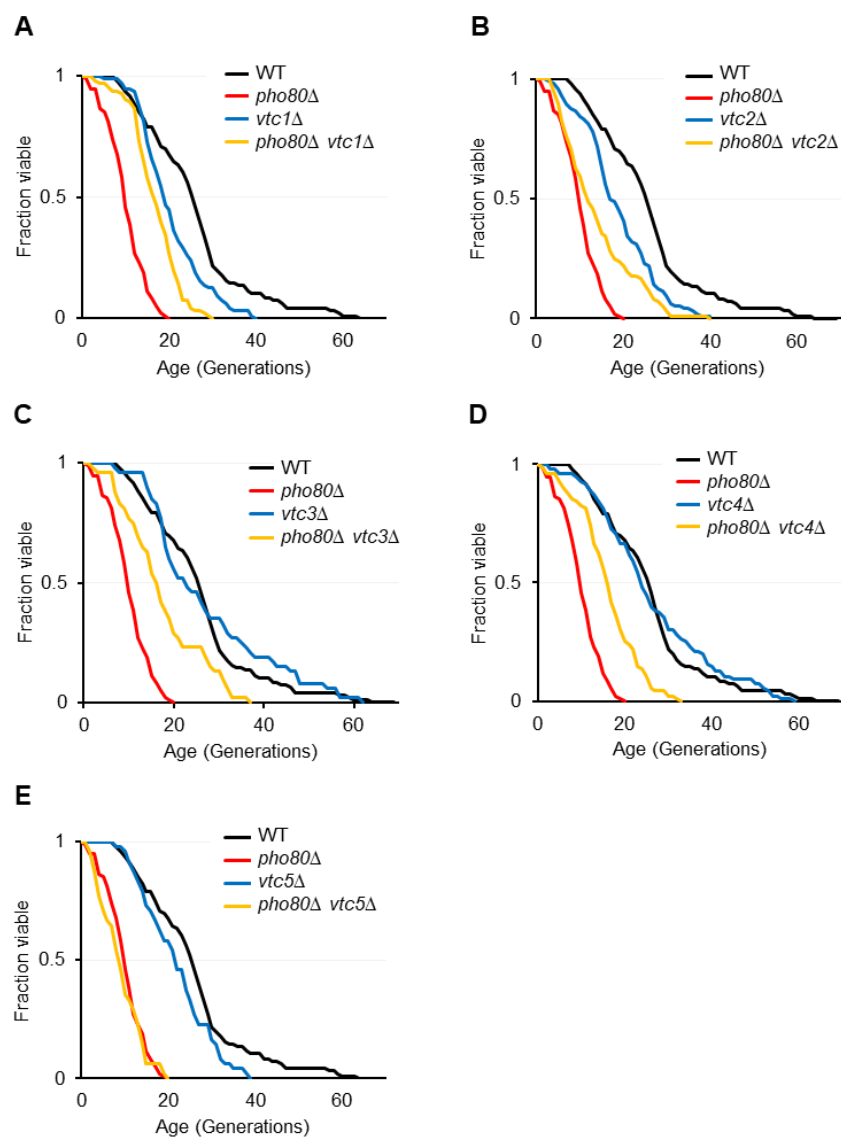 A
WT
pho80Δ
vtc1Δ
pho80Δ vtc1Δ
Fraction viable
1
0.5
0
0 20 40 60
Age (Generations)
B
WT
pho80Δ
vtc2Δ
pho80Δ vtc2Δ
Fraction viable
1
0.5
0
0 20 40 60
Age (Generations)
C
WT
pho80Δ
vtc3Δ
pho80Δ vtc3Δ
Fraction viable
1
0.5
0
0 20 40 60
Age (Generations)
D
WT
pho80Δ
vtc4Δ
pho80Δ vtc4Δ
Fraction viable
1
0.5
0
0 20 40 60
Age (Generations)
E
WT
pho80Δ
vtc5Δ
pho80Δ vtc5Δ
Fraction viable
1
0.5
0
0 20 40 60
Age (Generations)